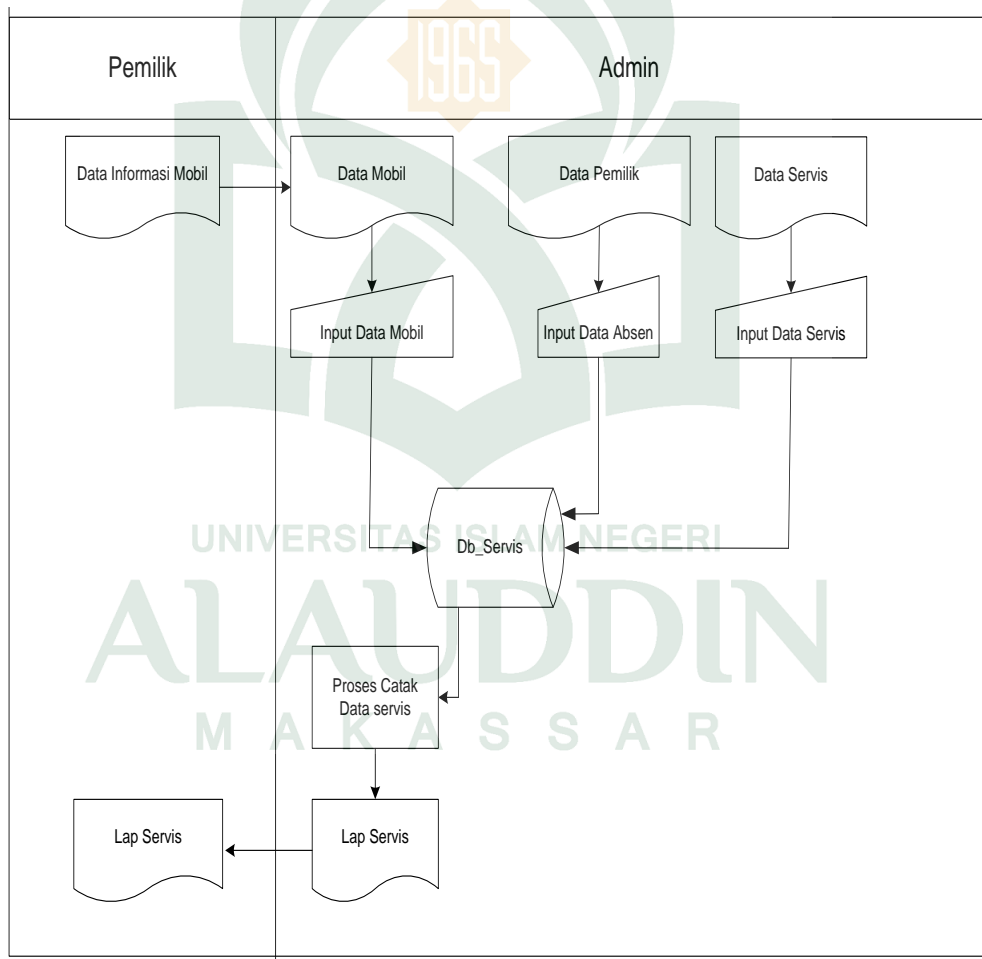 Pemilik
Admin
1965
Data Informasi Mobil
Data Mobil
Data Pemilik
Data Servis
Input Data Mobil
Input Data Absen
Input Data Servis
UNIVERSITAS ISLAM NEGERI
Db_Servis
ALAUDDIN
Proses Catak
Data servis
MAKASSAR
Lap Servis
Lap Servis